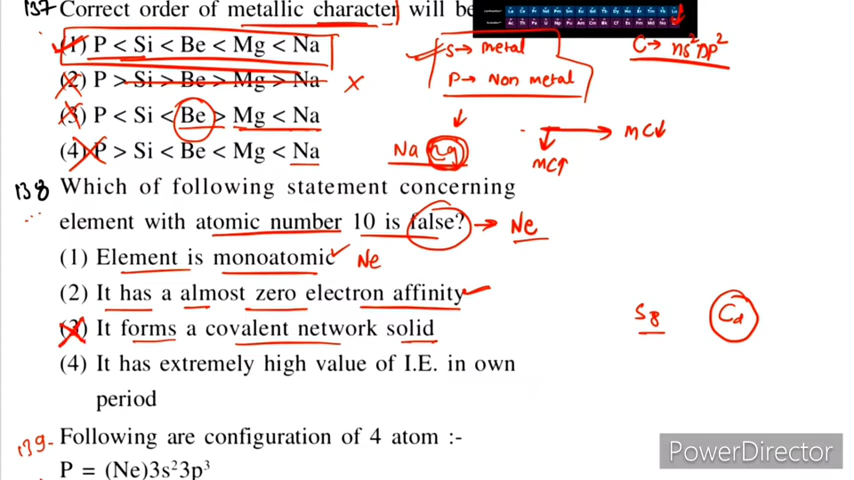 137 Correct order of metallic character will be
(1) P < Si < Be < Mg < Na
(2) P > Si > Be > Mg > Na X
(3) P < Si < Be > Mg < Na
(4) P > Si < Be < Mg < Na
S → metal
P → Non metal
C → ns² np²
Na
MC↓
MC↑
138 Which of following statement concerning
element with atomic number 10 is false? → Ne
(1) Element is monoatomic ✓ Ne
(2) It has a almost zero electron affinity ✓
(3) It forms a covalent network solid
S8
(4) It has extremely high value of I.E. in own
period
139- Following are configuration of 4 atom :-
P = (Ne)3s²3p³
PowerDirector